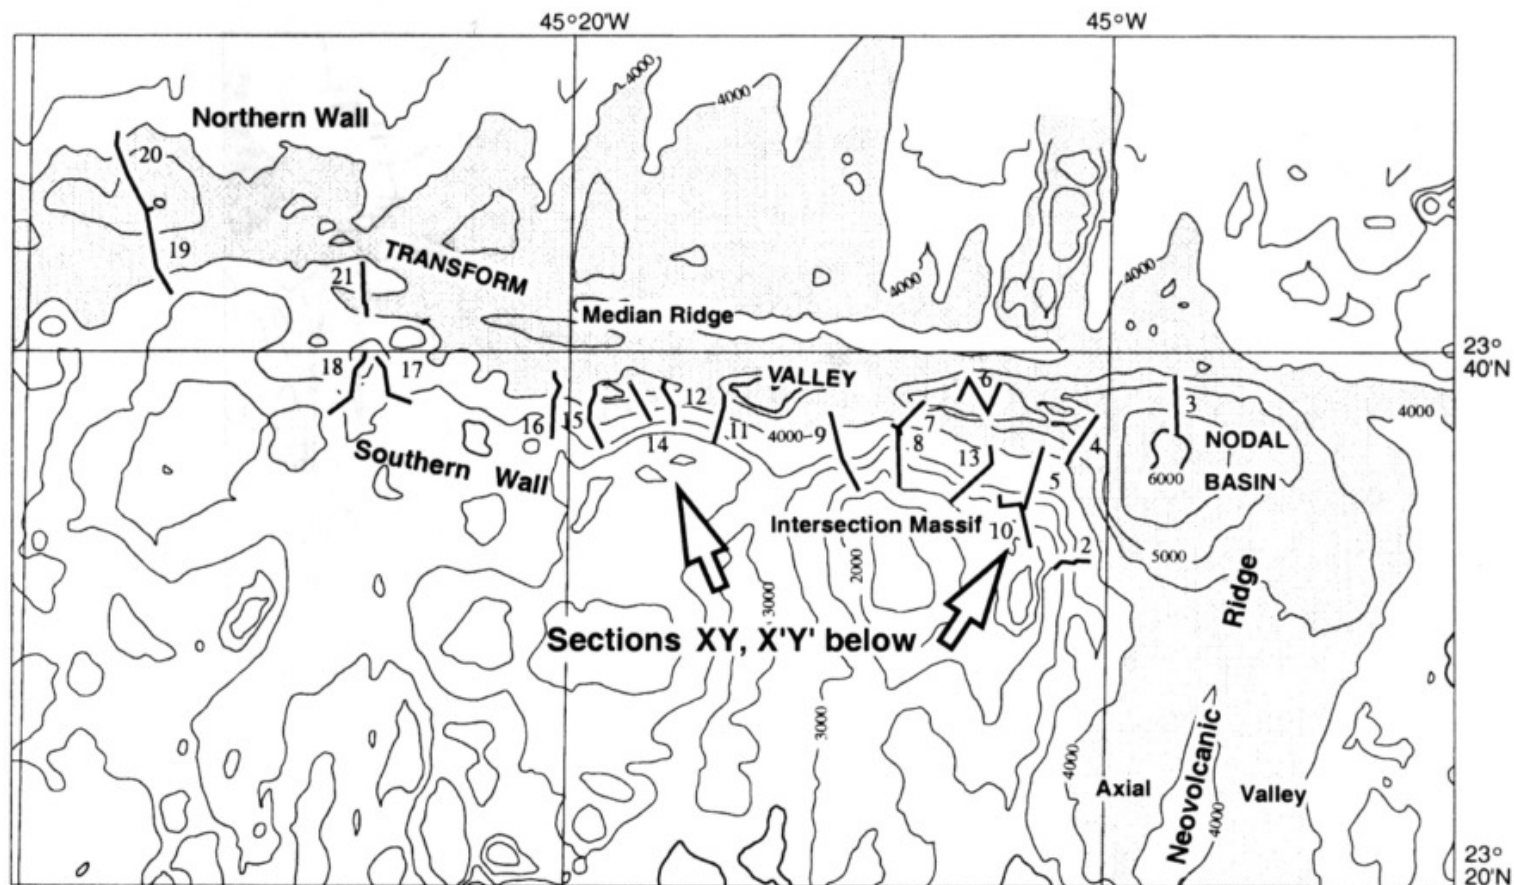 45°20'W
45°W
4000
4000
Northern Wall
20
19
TRANSFORM
21
4000
4000
Median Ridge
23°
40'N
18
17
VALLEY
6
3
4000
16
15
12
14
11
4000
9
7
8
13
4
5
NODAL
BASIN
6000
Southern Wall
Intersection Massif
10
2
5000
2000
3000
Ridge
Sections XY, X'Y' below
3000
4000
Axial
Neovolcanic
Valley
4000
23°
20'N